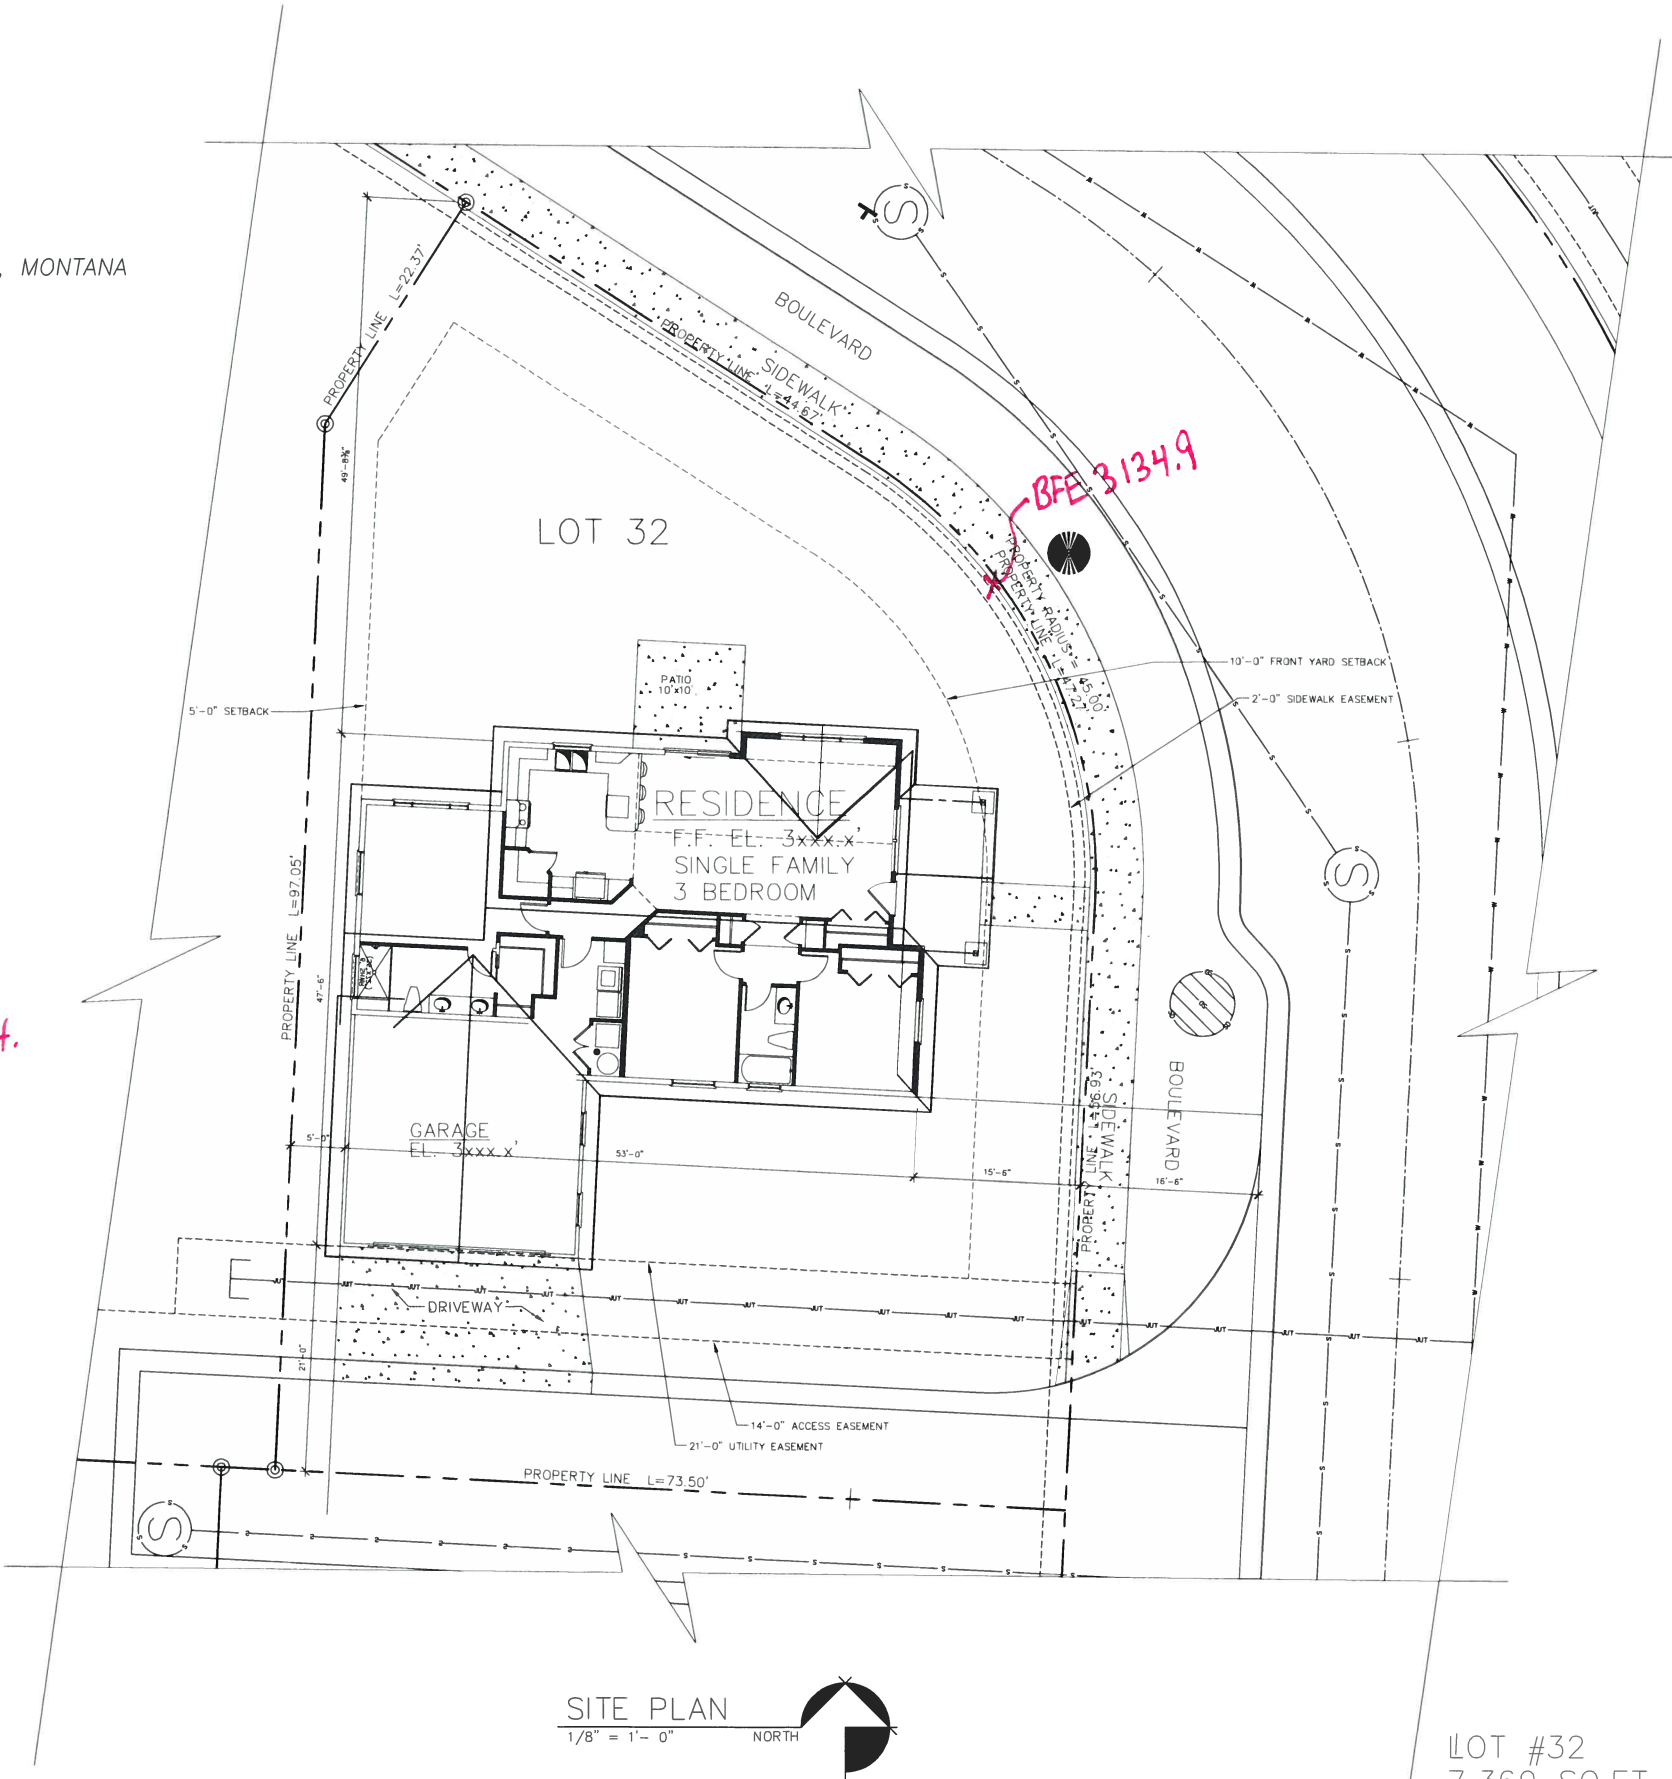 , MONTANA
PROPERTY LINE L=22.37'
BOULEVARD
SIDEWALK
PROPERTY LINE L=44.67'
BFE 3134.9
49'-8⅜"
LOT 32
PROPERTY RADIUS = 45.00
PROPERTY LINE L=47.27'
10'-0" FRONT YARD SETBACK
2'-0" SIDEWALK EASEMENT
PATIO
10'x10'
5'-0" SETBACK
RESIDENCE
F.F. EL. 3xxx.x'
SINGLE FAMILY
3 BEDROOM
PROPERTY LINE L=97.05'
47'-6"
GARAGE
EL. 3xxx.x'
5'-0"
53'-0"
15'-6"
16'-6"
PROPERTY LINE L=56.93'
SIDEWALK
BOULEVARD
DRIVEWAY
21'-0"
14'-0" ACCESS EASEMENT
21'-0" UTILITY EASEMENT
PROPERTY LINE L=73.50'
SITE PLAN
1/8" = 1'- 0"
NORTH
LOT #32